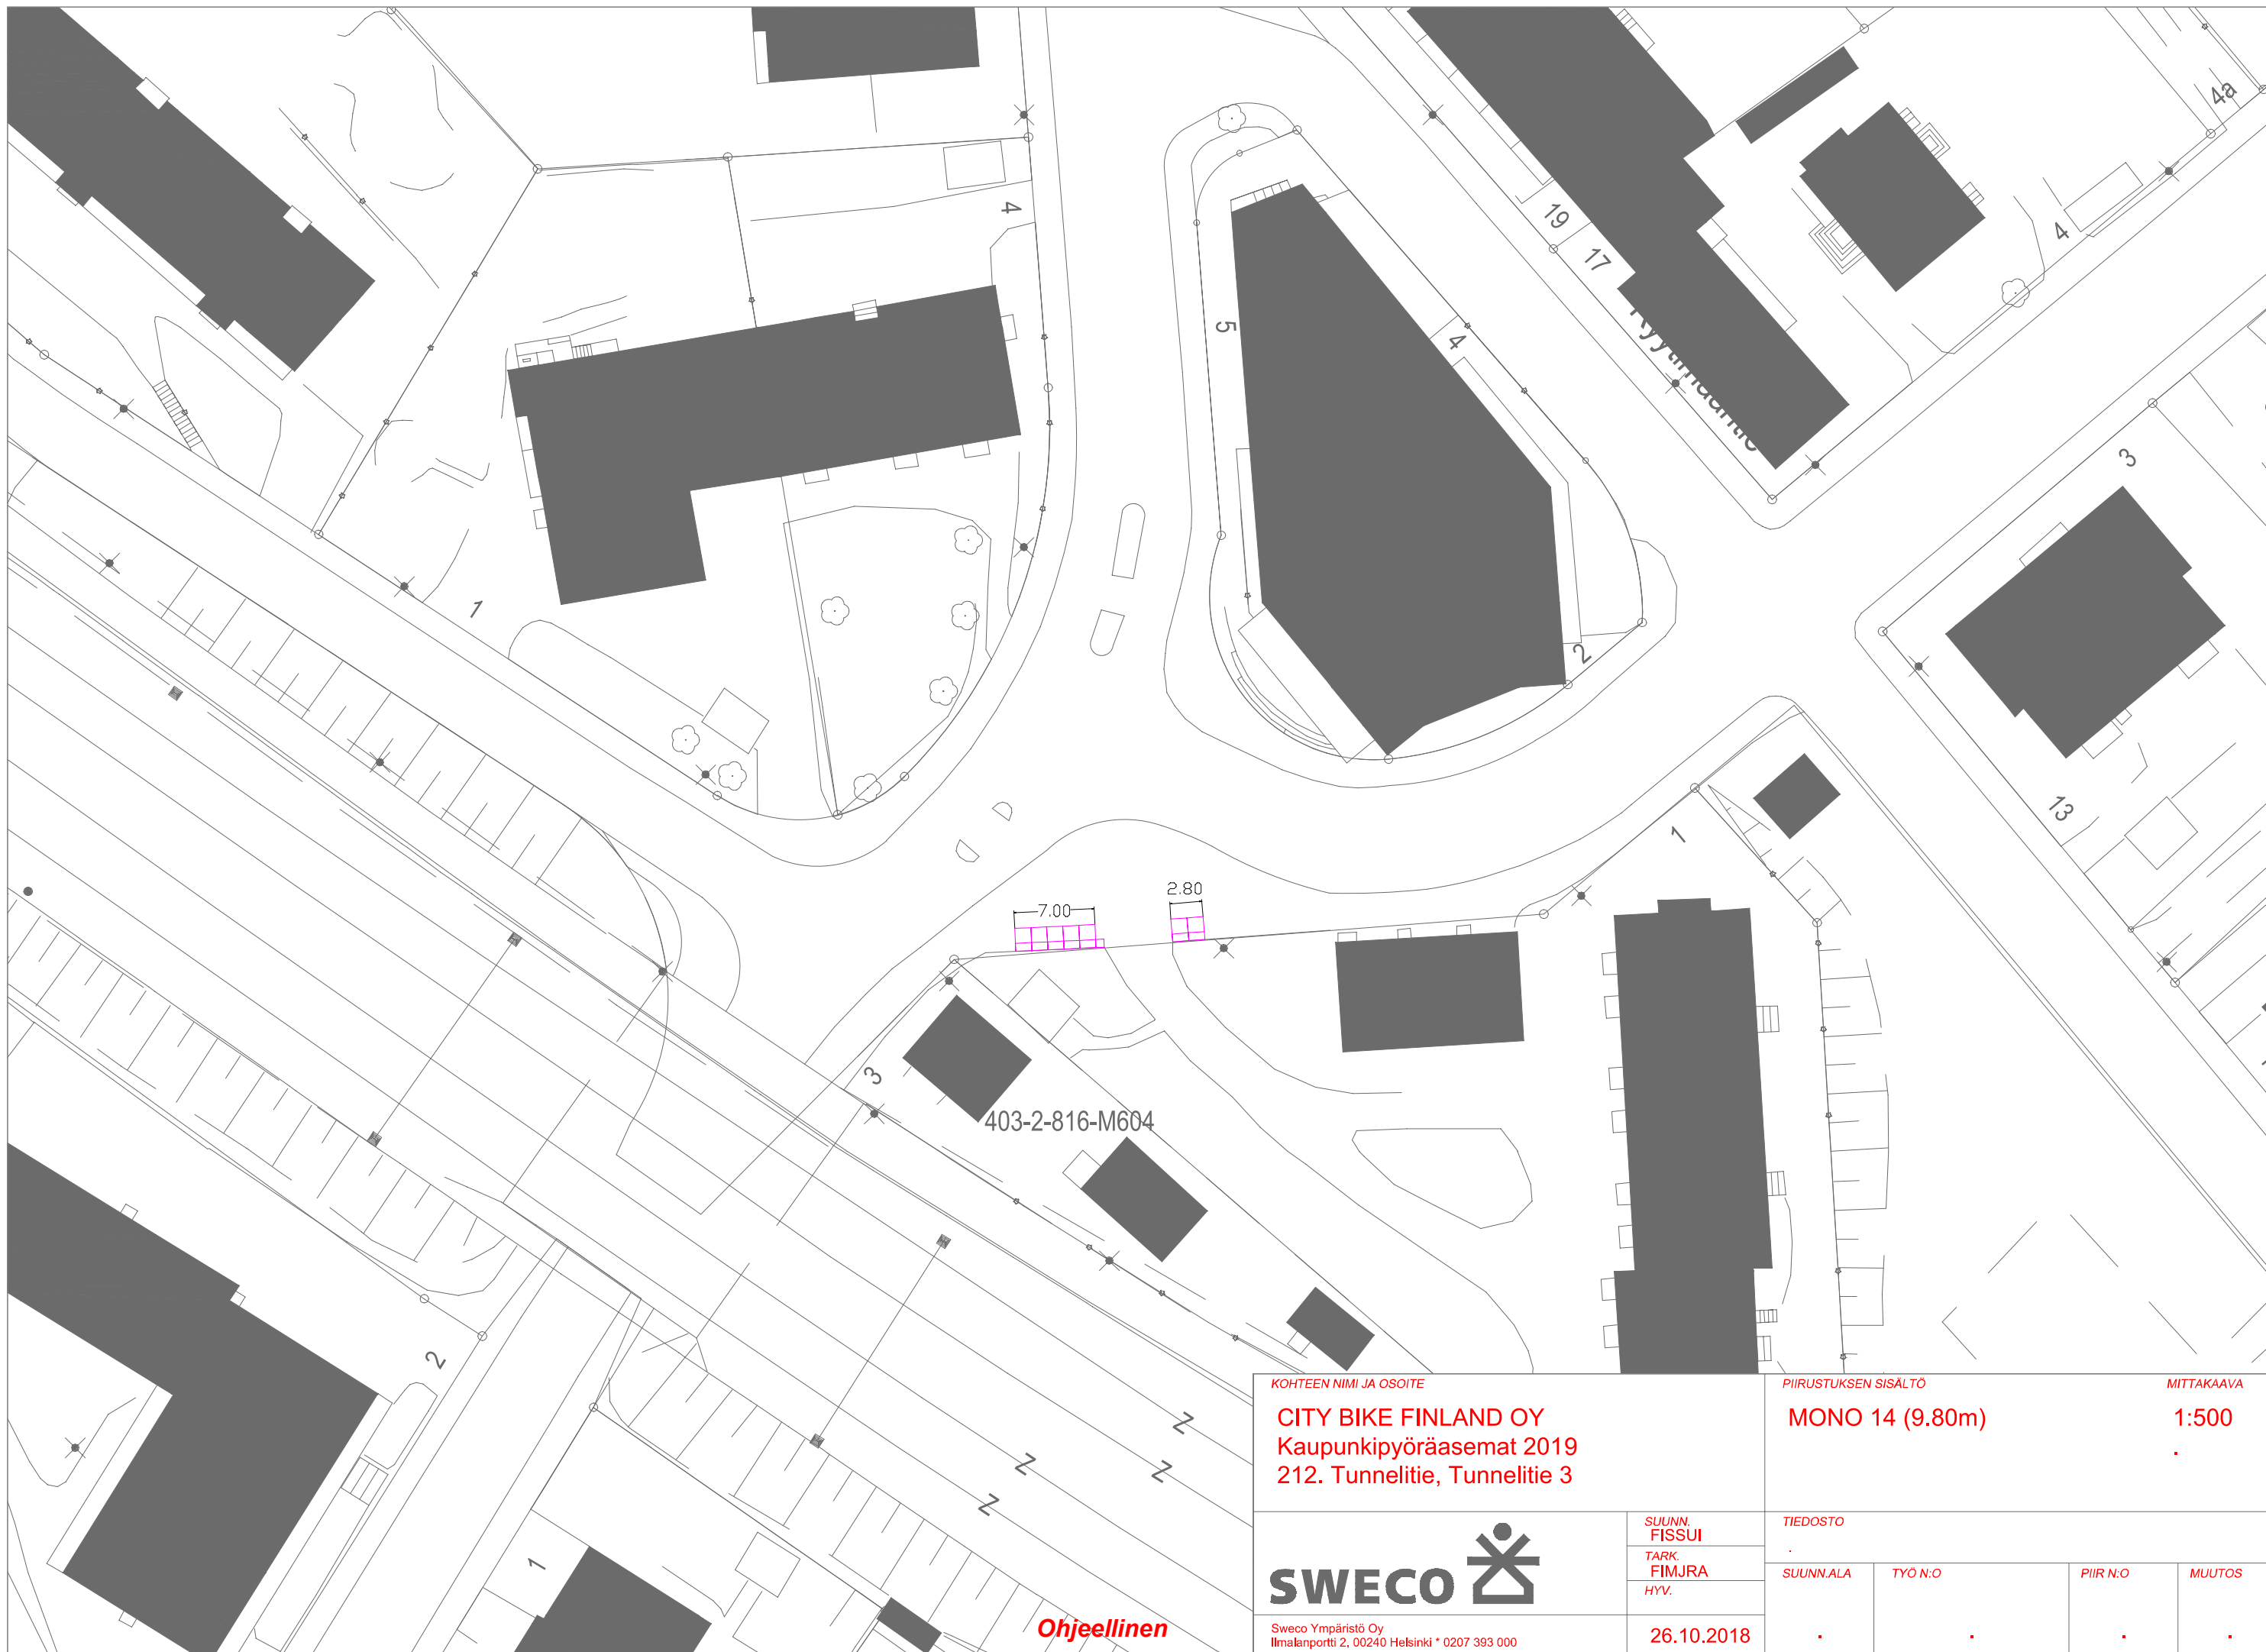 4a
4
19
17
4
5
4
3
1
2
13
1
2.80
7.00
3
403-2-816-M604
2
Z
Z
Z
Z
1
Ohjeellinen
KOHTEEN NIMI JA OSOITE
CITY BIKE FINLAND OY
Kaupunkipyöräasemat 2019
212. Tunnelitie, Tunnelitie 3
PIIRUSTUKSEN SISÄLTÖ
MITTAKAAVA
MONO 14 (9.80m)
1:500
.
SWECO
SUUNN.
FISSUI
TARK.
FIMJRA
HYV.
TIEDOSTO
.
SUUNN.ALA
TYÖ N:O
PIIR N:O
MUUTOS
Sweco Ympäristö Oy
Ilmalanportti 2, 00240 Helsinki * 0207 393 000
26.10.2018
. . . .